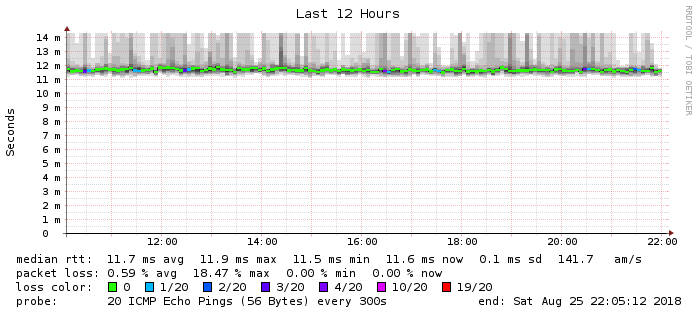 Last 12 Hours
RRDTOOL / TOBI OETIKER
Seconds
14 m
13 m
12 m
11 m
10 m
9 m
8 m
7 m
6 m
5 m
4 m
3 m
2 m
1 m
0
12:00 14:00 16:00 18:00 20:00 22:00
median rtt: 11.7 ms avg 11.9 ms max 11.5 ms min 11.6 ms now 0.1 ms sd 141.7 am/s
packet loss: 0.59 % avg 18.47 % max 0.00 % min 0.00 % now
loss color: 0 1/20 2/20 3/20 4/20 10/20 19/20
probe: 20 ICMP Echo Pings (56 Bytes) every 300s end: Sat Aug 25 22:05:12 2018